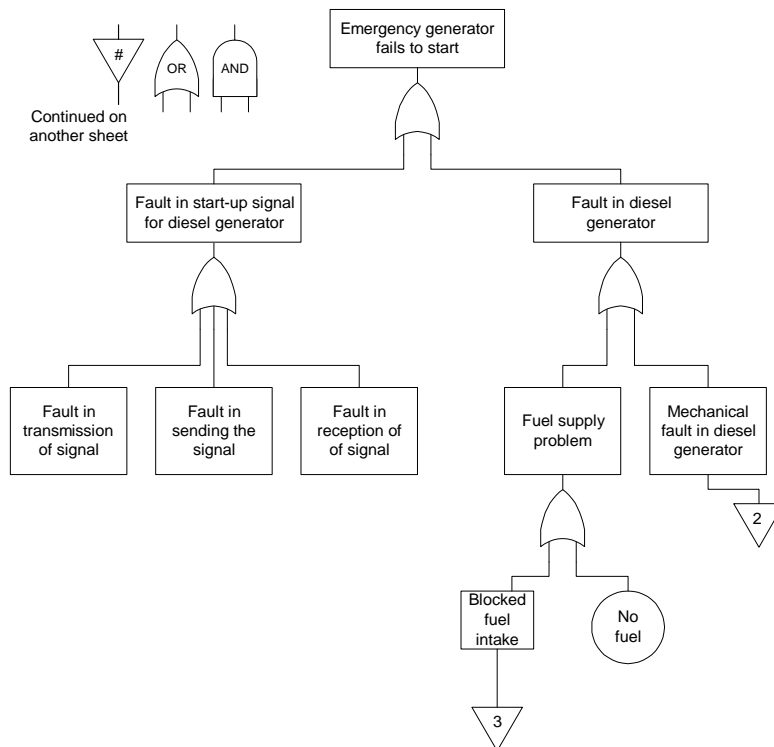 #
OR
AND
Continued on
another sheet
Emergency generator
fails to start
Fault in start-up signal
for diesel generator
Fault in diesel
generator
Fault in
transmission
of signal
Fault in
sending the
signal
Fault in
reception of
of signal
Fuel supply
problem
Mechanical
fault in diesel
generator
2
Blocked
fuel
intake
No
fuel
3